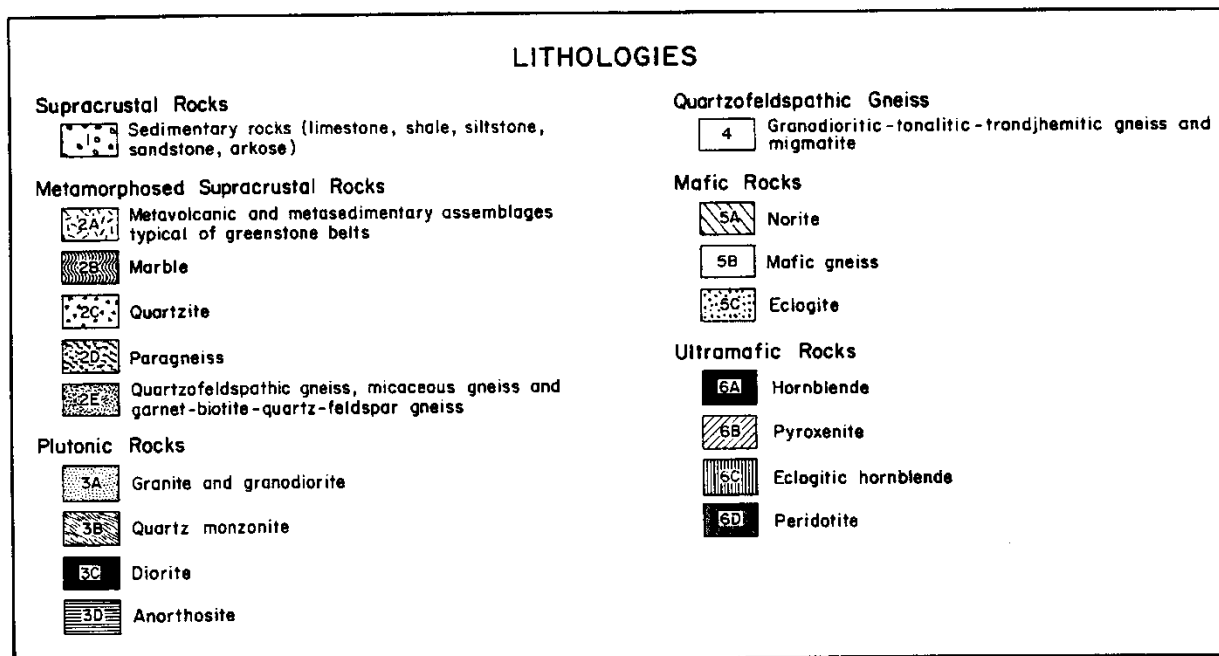 LITHOLOGIES
Supracrustal Rocks
1 Sedimentary rocks (limestone, shale, siltstone,
sandstone, arkose)
Metamorphosed Supracrustal Rocks
2A Metavolcanic and metasedimentary assemblages
typical of greenstone belts
2B Marble
2C Quartzite
2D Paragneiss
2E Quartzofeldspathic gneiss, micaceous gneiss and
garnet-biotite-quartz-feldspar gneiss
Plutonic Rocks
3A Granite and granodiorite
3B Quartz monzonite
3C Diorite
3D Anorthosite
Quartzofeldspathic Gneiss
4 Granodioritic-tonalitic-trondjhemitic gneiss and
migmatite
Mafic Rocks
5A Norite
5B Mafic gneiss
5C Eclogite
Ultramafic Rocks
6A Hornblende
6B Pyroxenite
6C Eclogitic hornblende
6D Peridotite